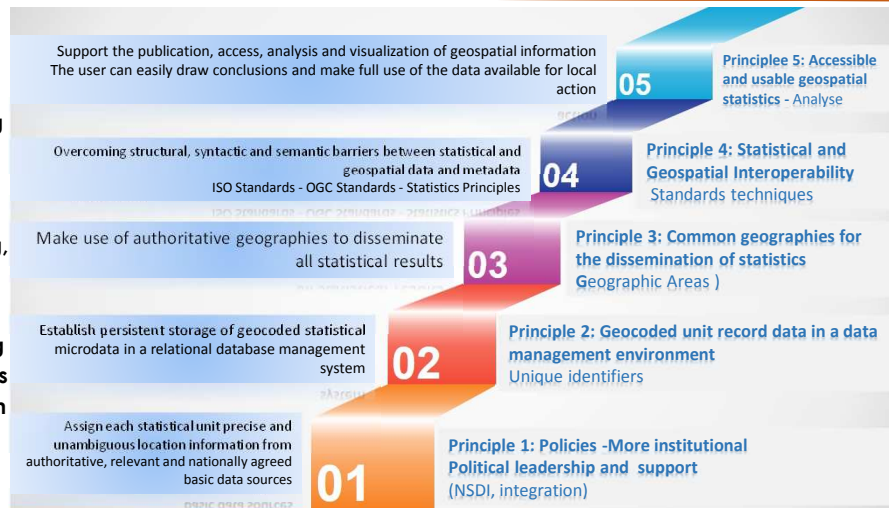 Support the publication, access, analysis and visualization of geospatial information
The user can easily draw conclusions and make full use of the data available for local
action
05
Principlee 5: Accessible
and usable geospatial
statistics - Analyse
Overcoming structural, syntactic and semantic barriers between statistical and
geospatial data and metadata
ISO Standards - OGC Standards - Statistics Principles
04
Principle 4: Statistical and
Geospatial Interoperability
Standards techniques
Make use of authoritative geographies to disseminate
all statistical results
03
Principle 3: Common geographies for
the dissemination of statistics
Geographic Areas )
Establish persistent storage of geocoded statistical
microdata in a relational database management
system
02
Principle 2: Geocoded unit record data in a data
management environment
Unique identifiers
Assign each statistical unit precise and
unambiguous location information from
authoritative, relevant and nationally agreed
basic data sources
01
Principle 1: Policies -More institutional
Political leadership and support
(NSDI, integration)